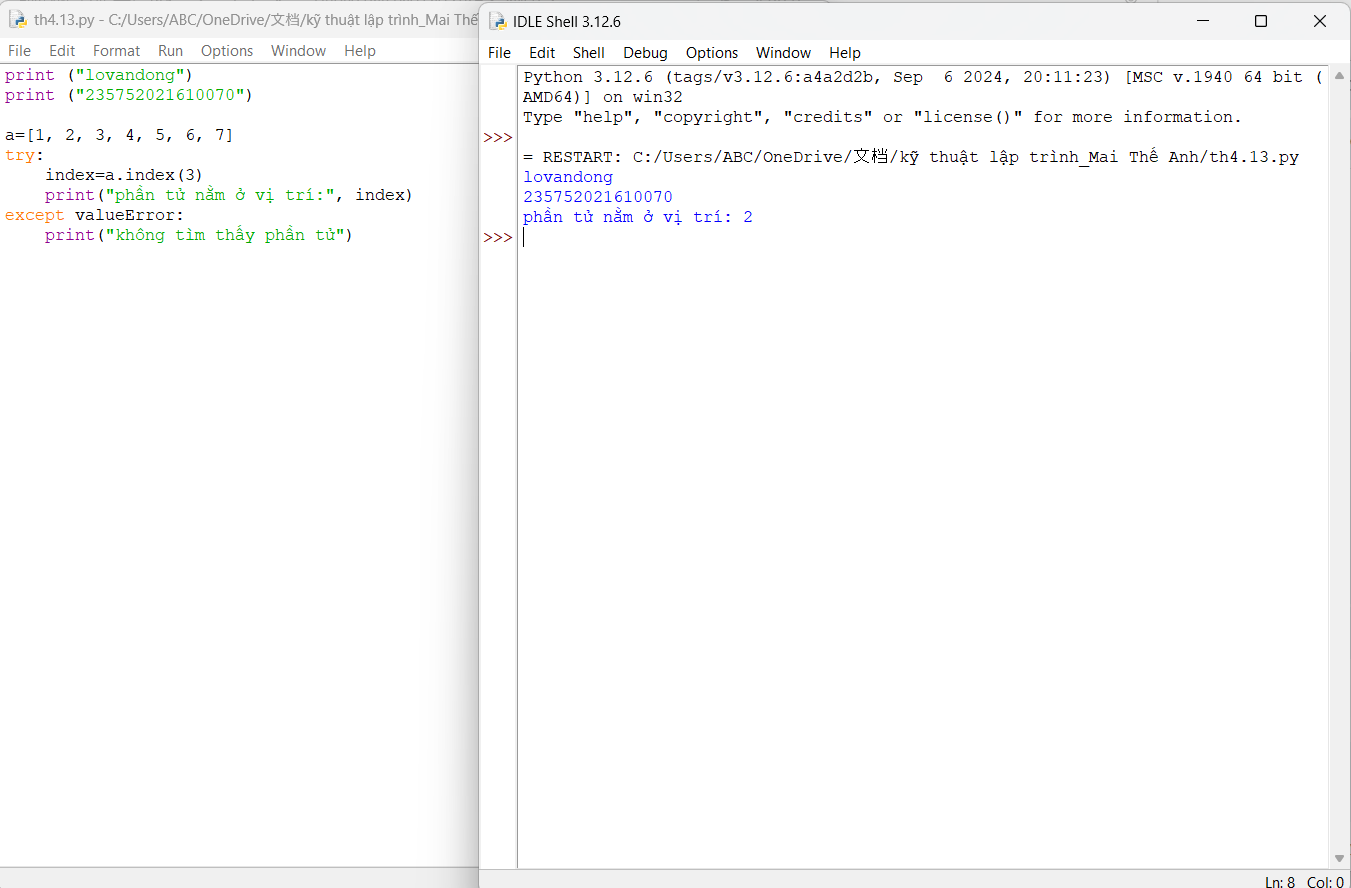 th4.13.py - C:/Users/ABC/OneDrive/文档/kỹ thuật lập trình_Mai Thế
File Edit Format Run Options Window Help
print ("lovandong")
print ("235752021610070")
a=[1, 2, 3, 4, 5, 6, 7]
try:
index=a.index(3)
print("phần tử nằm ở vị trí:", index)
except valueError:
print("không tìm thấy phần tử")
IDLE Shell 3.12.6
File Edit Shell Debug Options Window Help
Python 3.12.6 (tags/v3.12.6:a4a2d2b, Sep 6 2024, 20:11:23) [MSC v.1940 64 bit (
AMD64)] on win32
Type "help", "copyright", "credits" or "license()" for more information.
>>>
= RESTART: C:/Users/ABC/OneDrive/文档/kỹ thuật lập trình_Mai Thế Anh/th4.13.py
lovandong
235752021610070
phần tử nằm ở vị trí: 2
>>>
Ln: 8 Col: 0